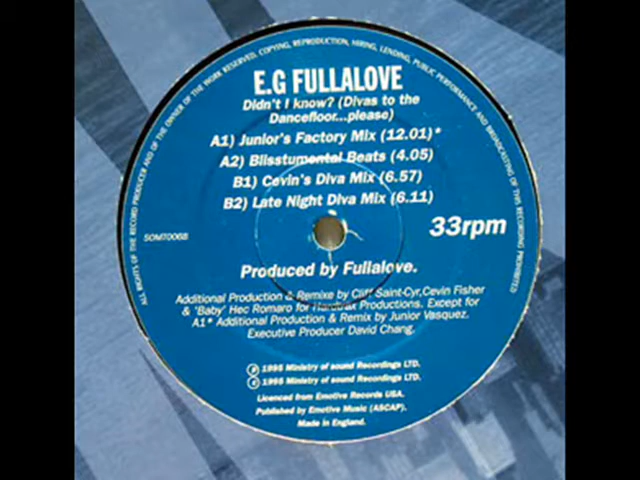 ALL RIGHTS OF THE RECORD PRODUCER AND OF THE OWNER OF THE WORK RESERVED. COPYING, REPRODUCTION, HIRING, LENDING, PUBLIC PERFORMANCE AND BROADCASTING OF THIS RECORDING PROHIBITED
E.G FULLALOVE
Didn't I know? (Divas to the
Dancefloor...please)
A1) Junior's Factory Mix (12.01)*
A2) Blisstumental Beats (4.05)
B1) Cevin's Diva Mix (6.57)
B2) Late Night Diva Mix (6.11)
33rpm
Produced by Fullalove.
Additional Production & Remixe by Cliff Saint-Cyr, Cevin Fisher
& 'Baby' Hec Romaro for Hardtrax Productions. Except for
A1* Additional Production & Remix by Junior Vasquez.
Executive Producer David Chang.
℗ 1995 Ministry of sound Recordings LTD.
© 1995 Ministry of sound Recordings LTD.
Licenced from Emotive Records USA.
Published by Emotive Music (ASCAP).
Made in England.